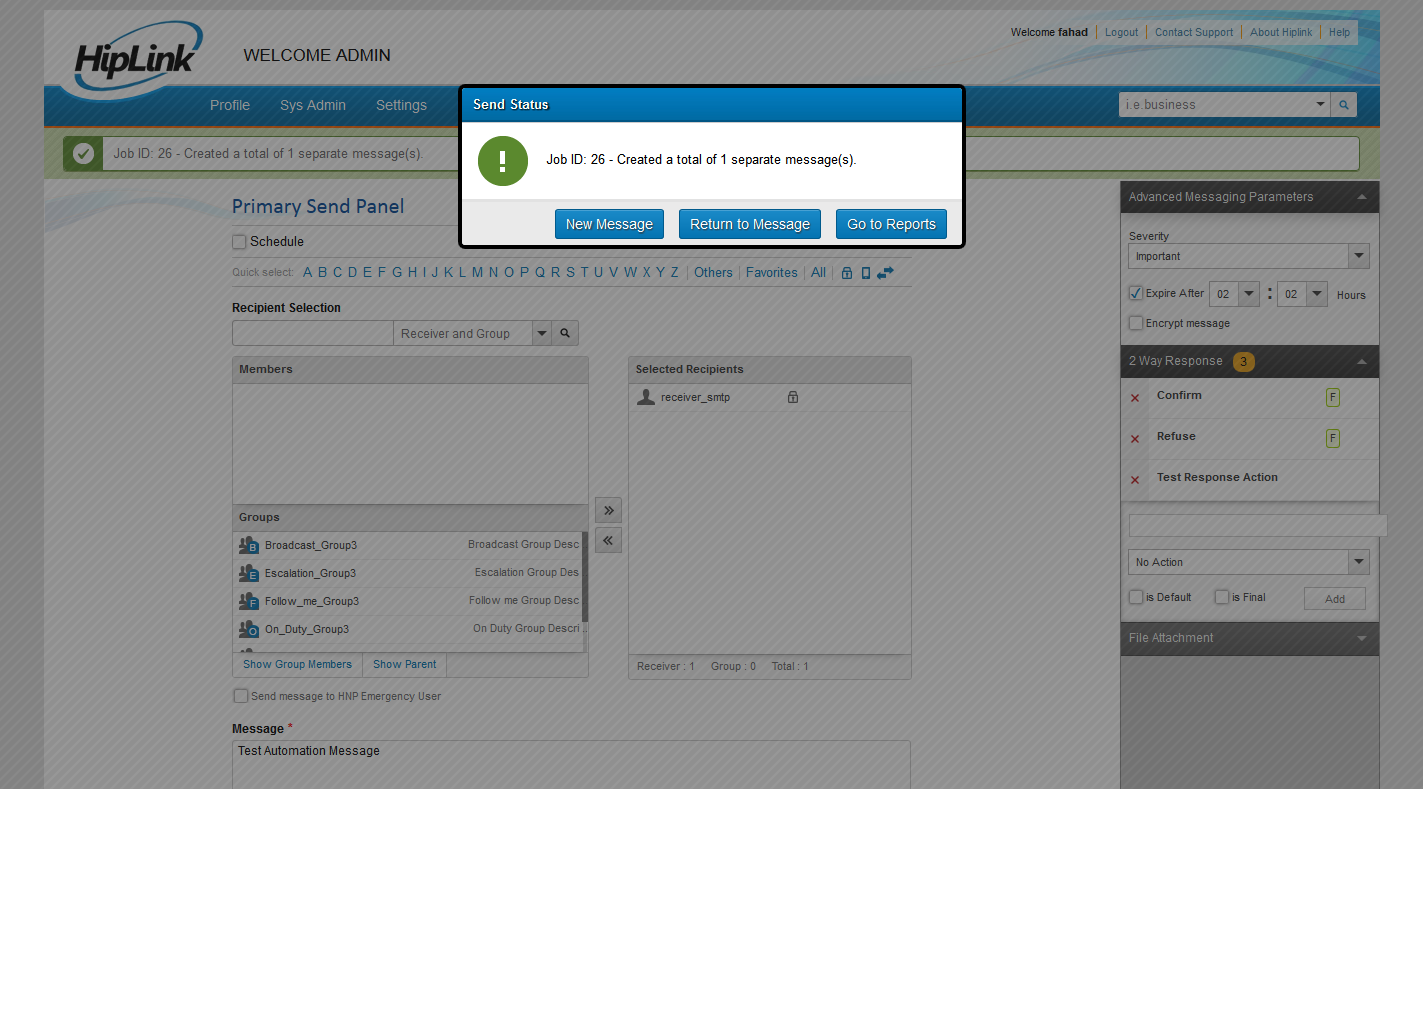 HipLink
WELCOME ADMIN
Welcome fahad
Logout
Contact Support
About Hiplink
Help
Profile
Sys Admin
Settings
i.e.business
Send Status
Job ID: 26 - Created a total of 1 separate message(s).
New Message
Return to Message
Go to Reports
Job ID: 26 - Created a total of 1 separate message(s).
Primary Send Panel
Schedule
Quick select: A B C D E F G H I J K L M N O P Q R S T U V W X Y Z Others Favorites All
Recipient Selection
Receiver and Group
Members
Groups
B Broadcast_Group3 Broadcast Group Desc
E Escalation_Group3 Escalation Group Des
F Follow_me_Group3 Follow me Group Desc
O On_Duty_Group3 On Duty Group Descri...
Show Group Members
Show Parent
Selected Recipients
receiver_smtp
Receiver : 1 Group : 0 Total : 1
Send message to HNP Emergency User
Message *
Test Automation Message
Advanced Messaging Parameters
Severity
Important
Expire After 02 : 02 Hours
Encrypt message
2 Way Response 3
Confirm F
Refuse F
Test Response Action
No Action
is Default
is Final
Add
File Attachment